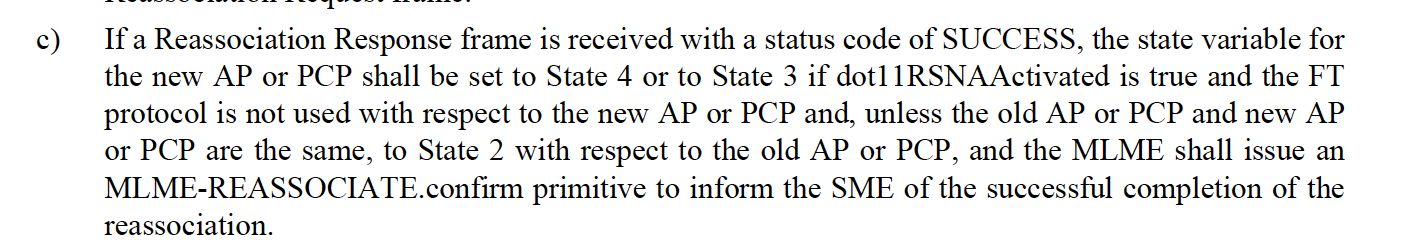 c) If a Reassociation Response frame is received with a status code of SUCCESS, the state variable for
the new AP or PCP shall be set to State 4 or to State 3 if dot11RSNAActivated is true and the FT
protocol is not used with respect to the new AP or PCP and, unless the old AP or PCP and new AP
or PCP are the same, to State 2 with respect to the old AP or PCP, and the MLME shall issue an
MLME-REASSOCIATE.confirm primitive to inform the SME of the successful completion of the
reassociation.